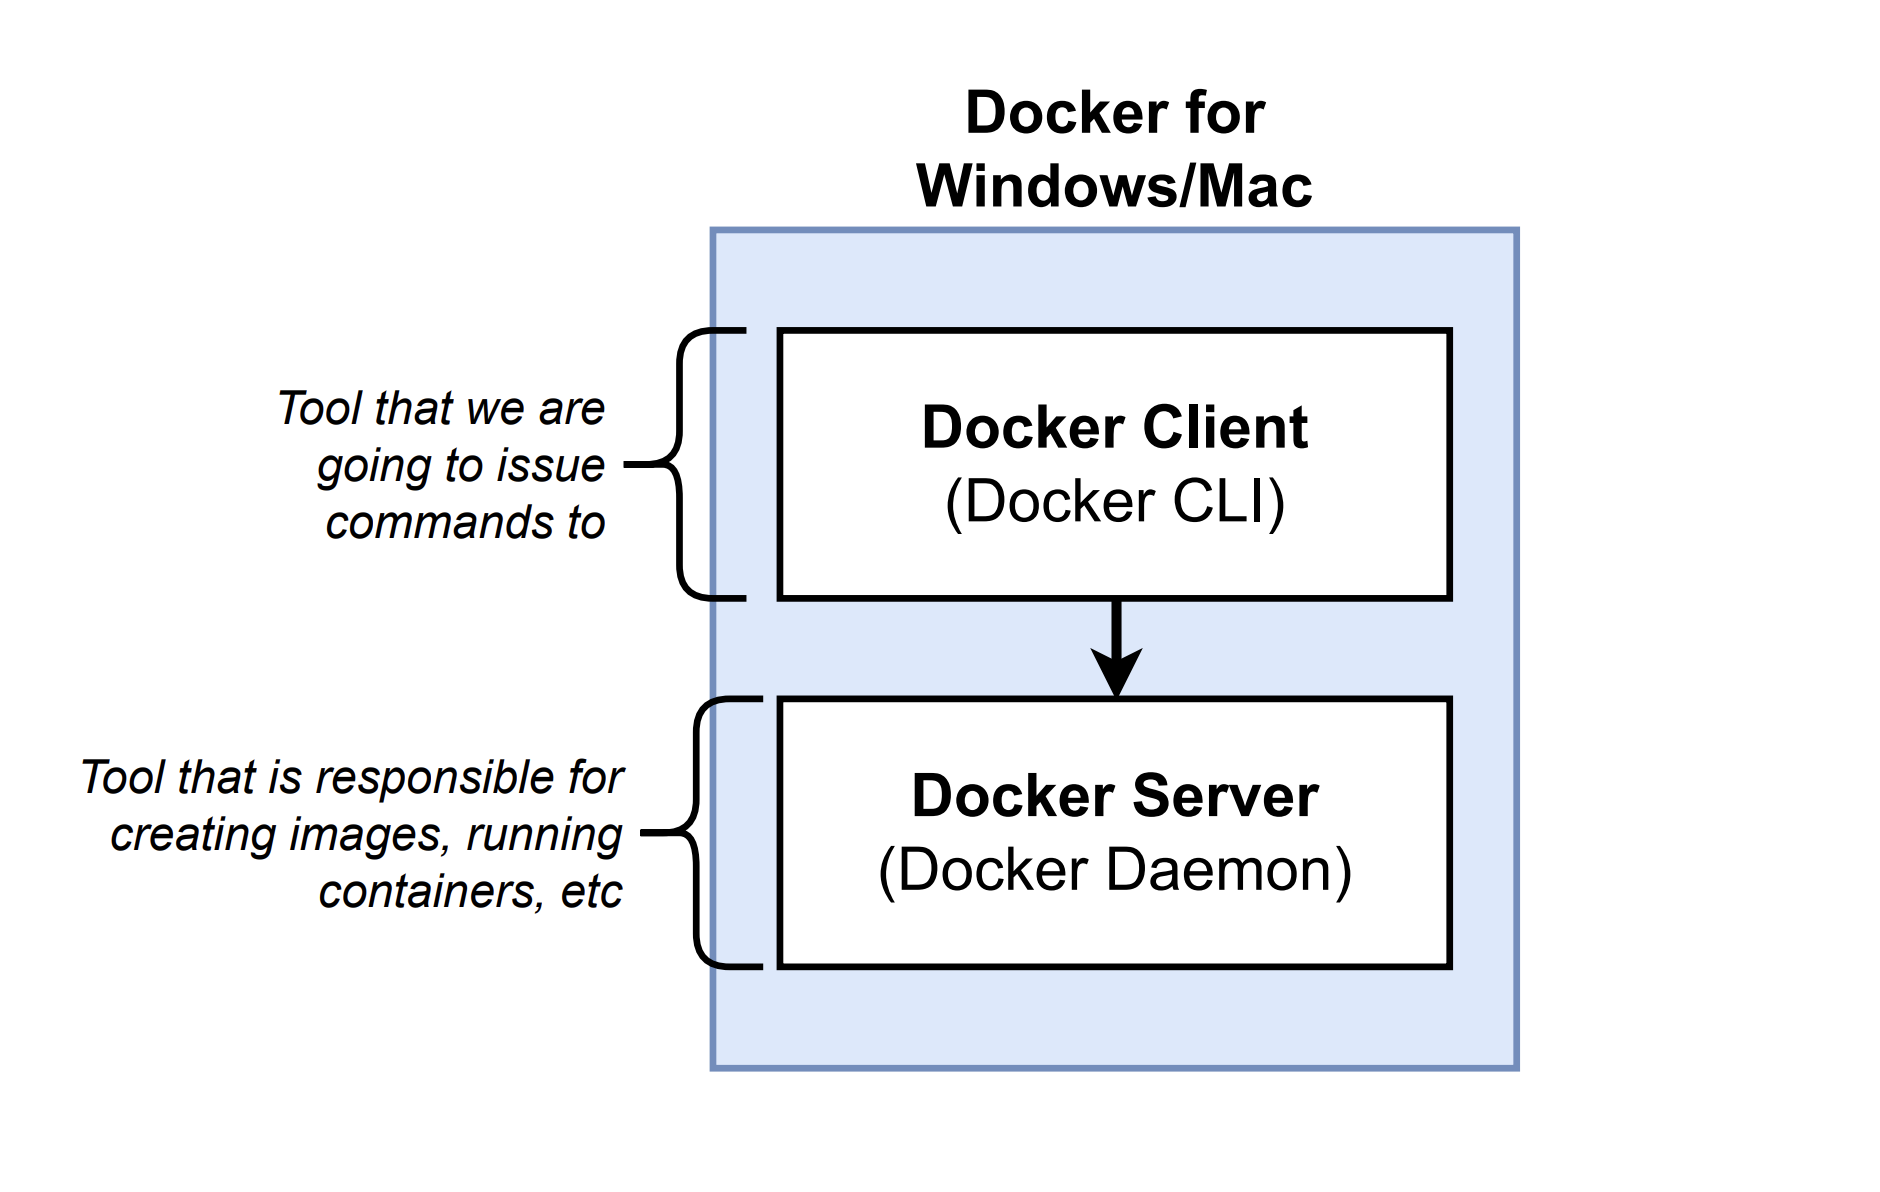 Docker for
Windows/Mac
Tool that we are
going to issue
commands to
Docker Client
(Docker CLI)
Tool that is responsible for
creating images, running
containers, etc
Docker Server
(Docker Daemon)